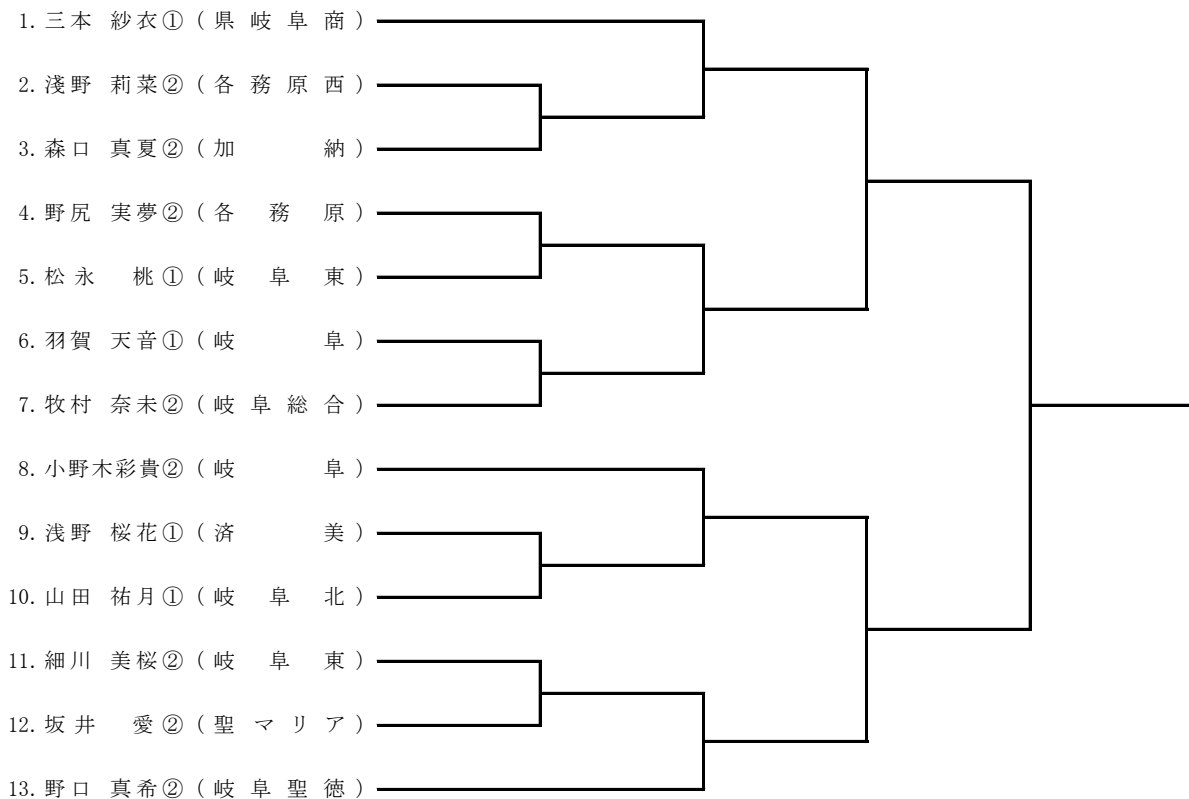 1. 三本 紗衣①(県岐阜商)
2. 淺野 莉菜②(各務原西)
3. 森口 真夏②(加納)
4. 野尻 実夢②(各務原)
5. 松永 桃①(岐阜東)
6. 羽賀 天音①(岐阜)
7. 牧村 奈未②(岐阜総合)
8. 小野木彩貴②(岐阜)
9. 浅野 桜花①(済美)
10. 山田 祐月①(岐阜北)
11. 細川 美桜②(岐阜東)
12. 坂井 愛②(聖マリア)
13. 野口 真希②(岐阜聖徳)